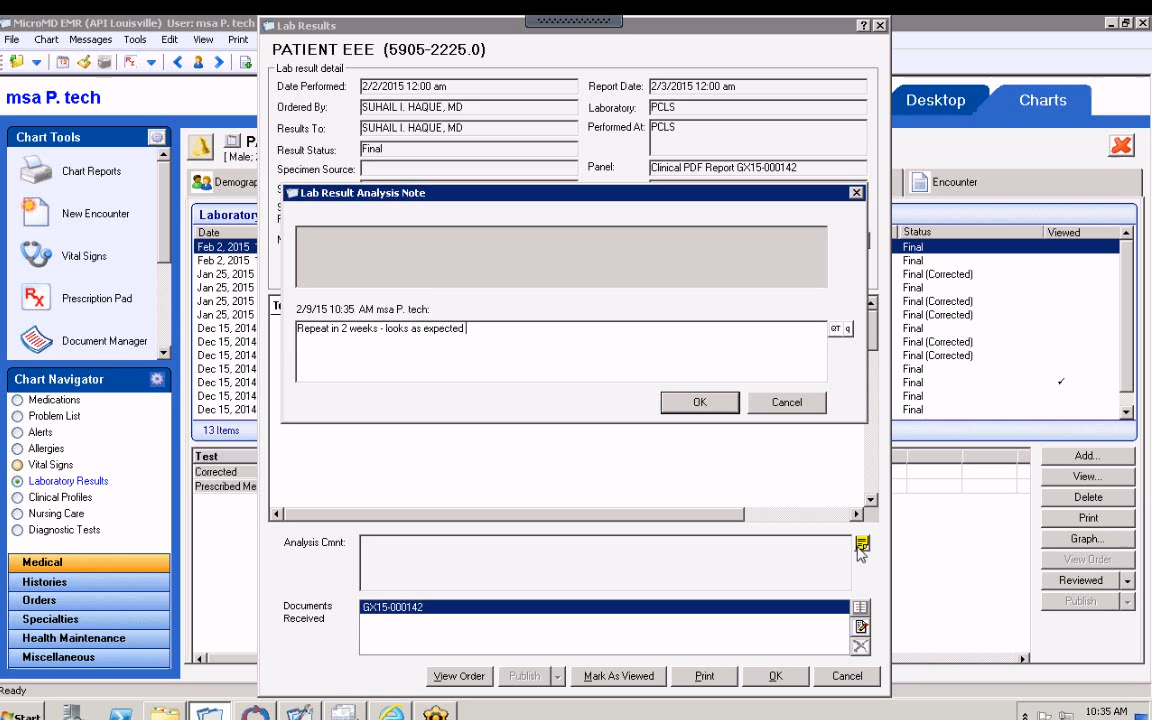 MicroMD EMR (API Louisville) User: msa P. tech
Lab Results
File Chart Messages Tools Edit View Print
PATIENT EEE (5905-2225.0)
Lab result detail
Date Performed: 2/2/2015 12:00 am Report Date: 2/3/2015 12:00 am
Ordered By: SUHAIL I. HAQUE, MD Laboratory: PCLS
Results To: SUHAIL I. HAQUE, MD Performed At: PCLS
Result Status: Final
Specimen Source: Panel: Clinical PDF Report GX15-000142
msa P. tech
Desktop Charts
Chart Tools
Chart Reports
New Encounter
Vital Signs
Prescription Pad
Document Manager
[ Male;
Demograp
Encounter
Laboratory
Date Status Viewed
Feb 2, 2015 Final
Feb 2, 2015 Final
Jan 25, 2015 Final (Corrected)
Jan 25, 2015 Final
Jan 25, 2015 Final (Corrected)
Jan 25, 2015 Final (Corrected)
Dec 15, 2014 Final
Dec 15, 2014 Final (Corrected)
Dec 15, 2014 Final (Corrected)
Dec 15, 2014 Final
Dec 15, 2014 Final ✓
Dec 15, 2014 Final
Dec 15, 2014 Final
13 Items
Lab Result Analysis Note
2/9/15 10:35 AM msa P. tech:
Repeat in 2 weeks - looks as expected
QT q
OK Cancel
Chart Navigator
Medications
Problem List
Alerts
Allergies
Vital Signs
Laboratory Results
Clinical Profiles
Nursing Care
Diagnostic Tests
Medical
Histories
Orders
Specialties
Health Maintenance
Miscellaneous
Test
Corrected
Prescribed Me
Add...
View...
Delete
Print
Graph...
View Order
Reviewed
Publish
Analysis Cmnt:
Documents
Received
GX15-000142
View Order Publish Mark As Viewed Print OK Cancel
Ready
Start
10:35 AM